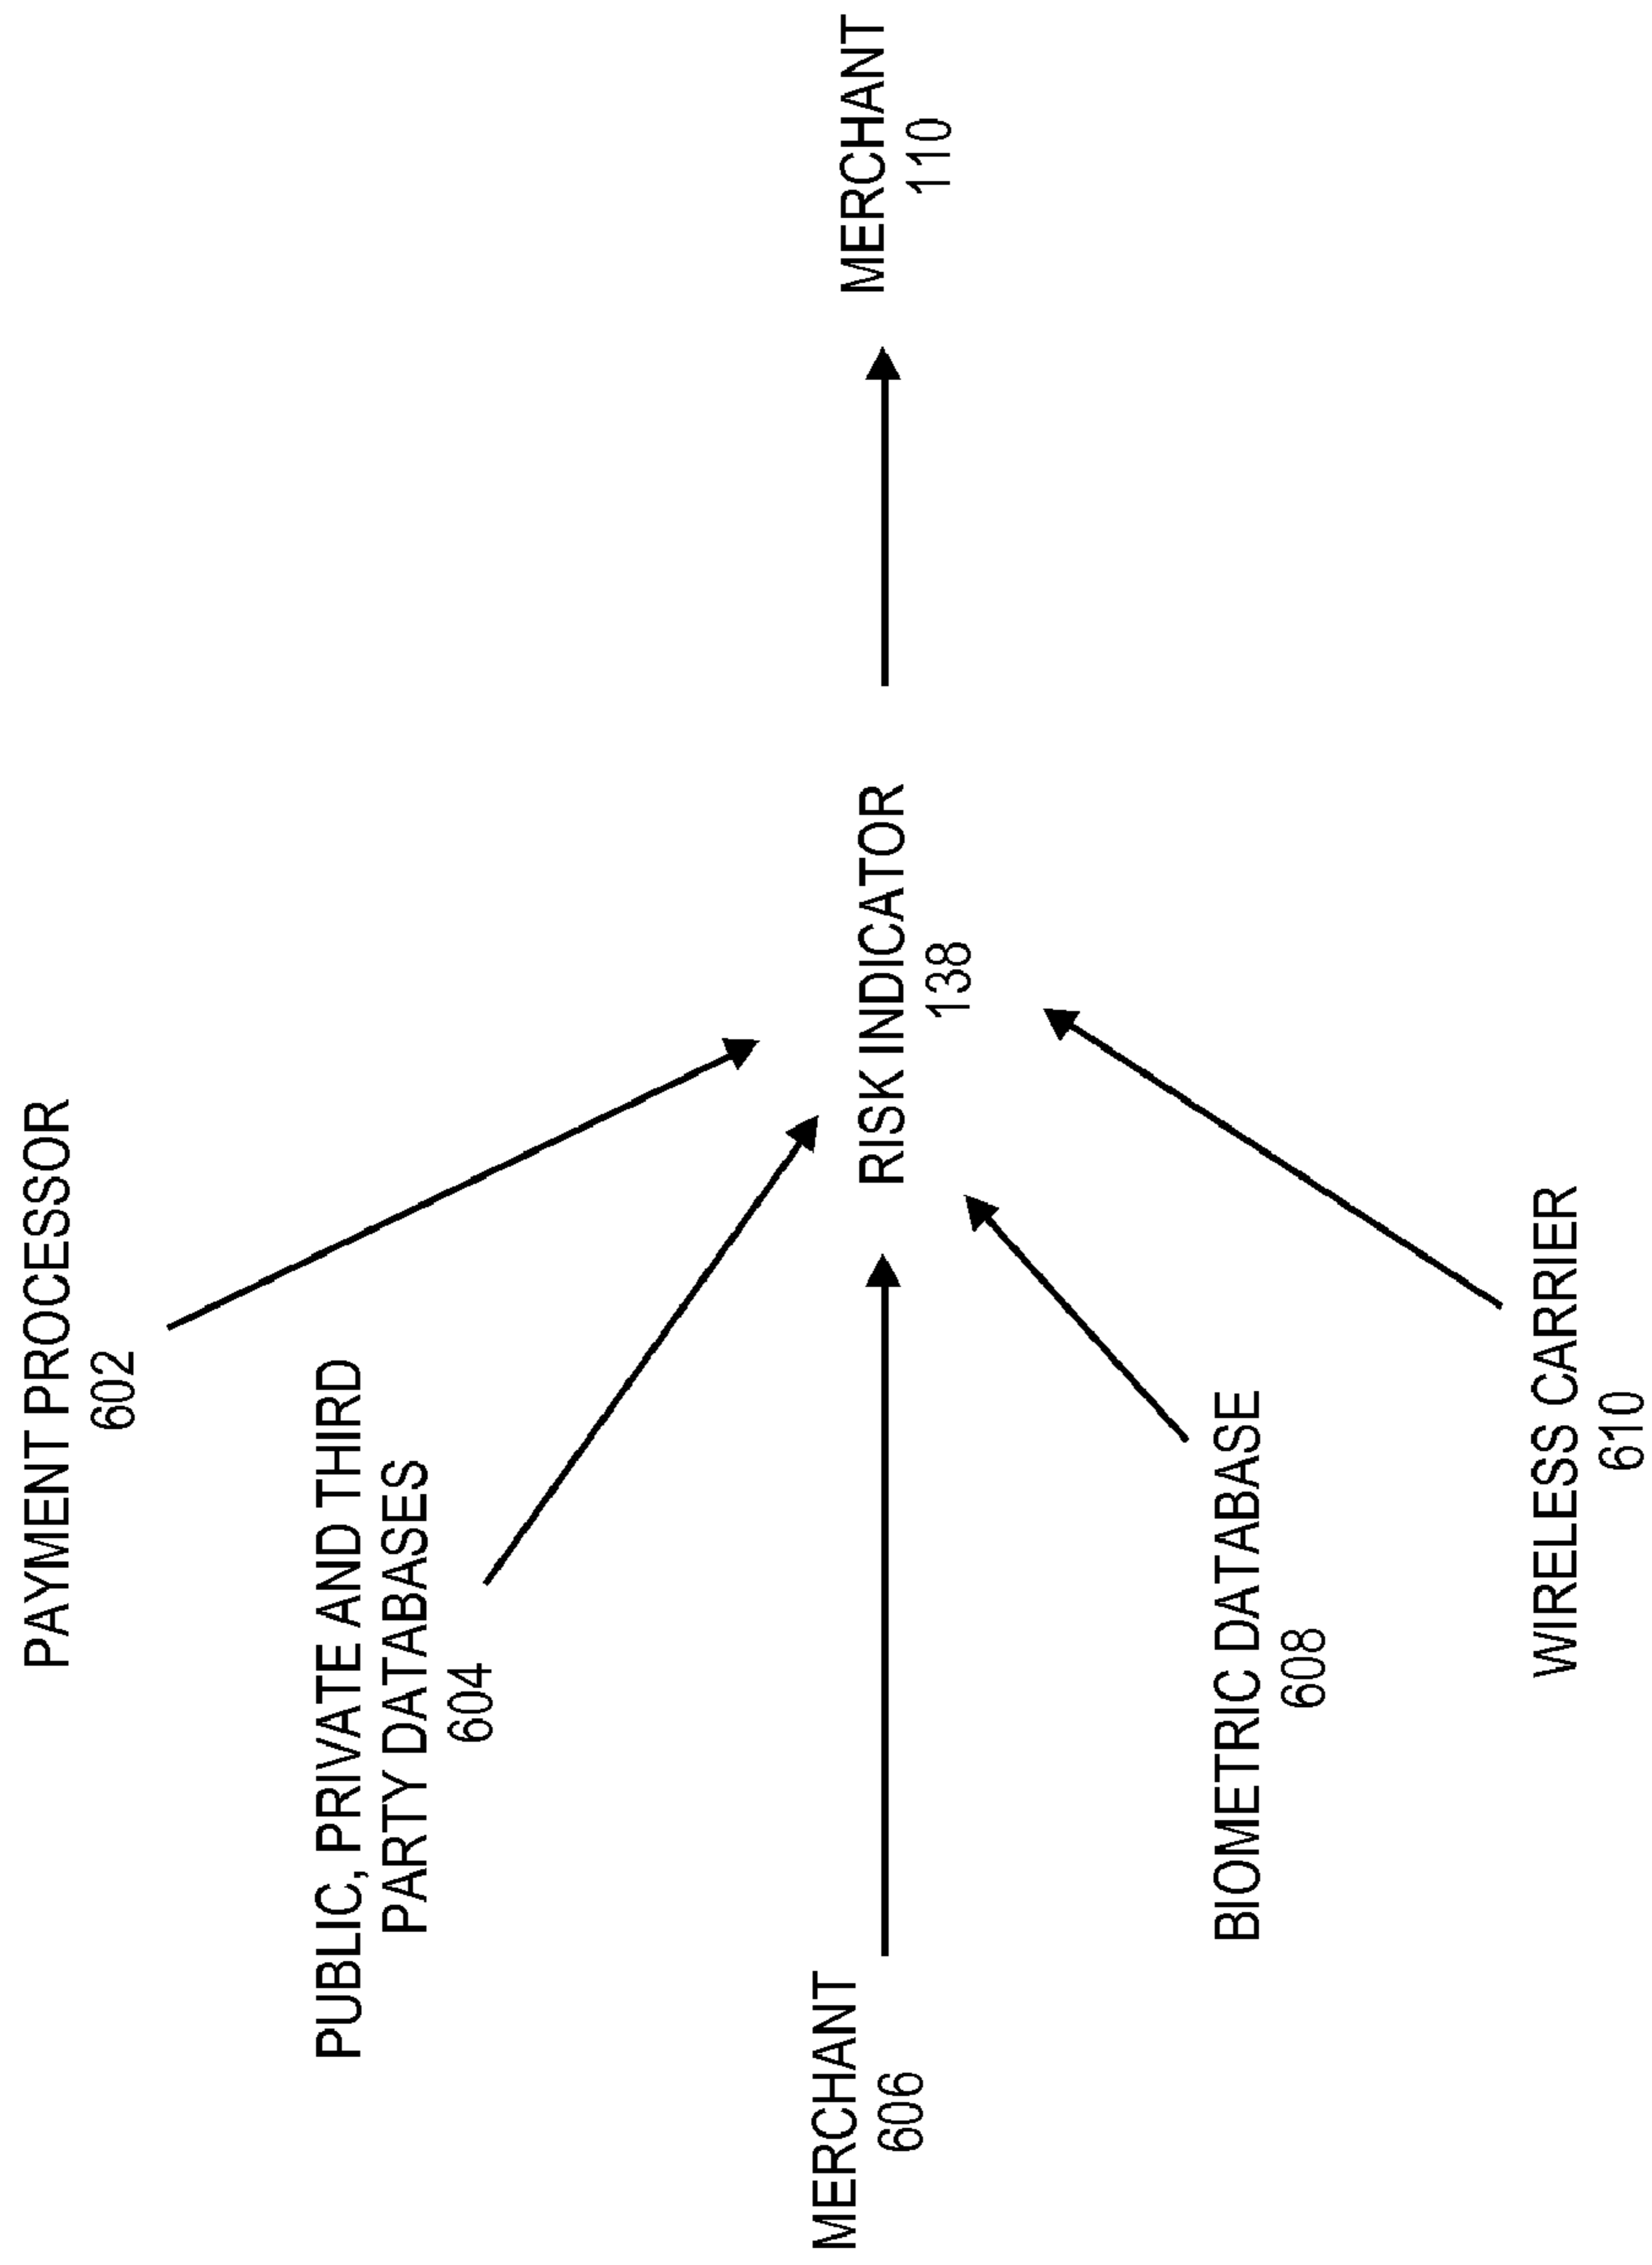 PAYMENT PROCESSOR
602
PUBLIC, PRIVATE AND THIRD
PARTY DATABASES
604
MERCHANT
606
RISK INDICATOR
138
MERCHANT
110
BIOMETRIC DATABASE
608
WIRELESS CARRIER
610